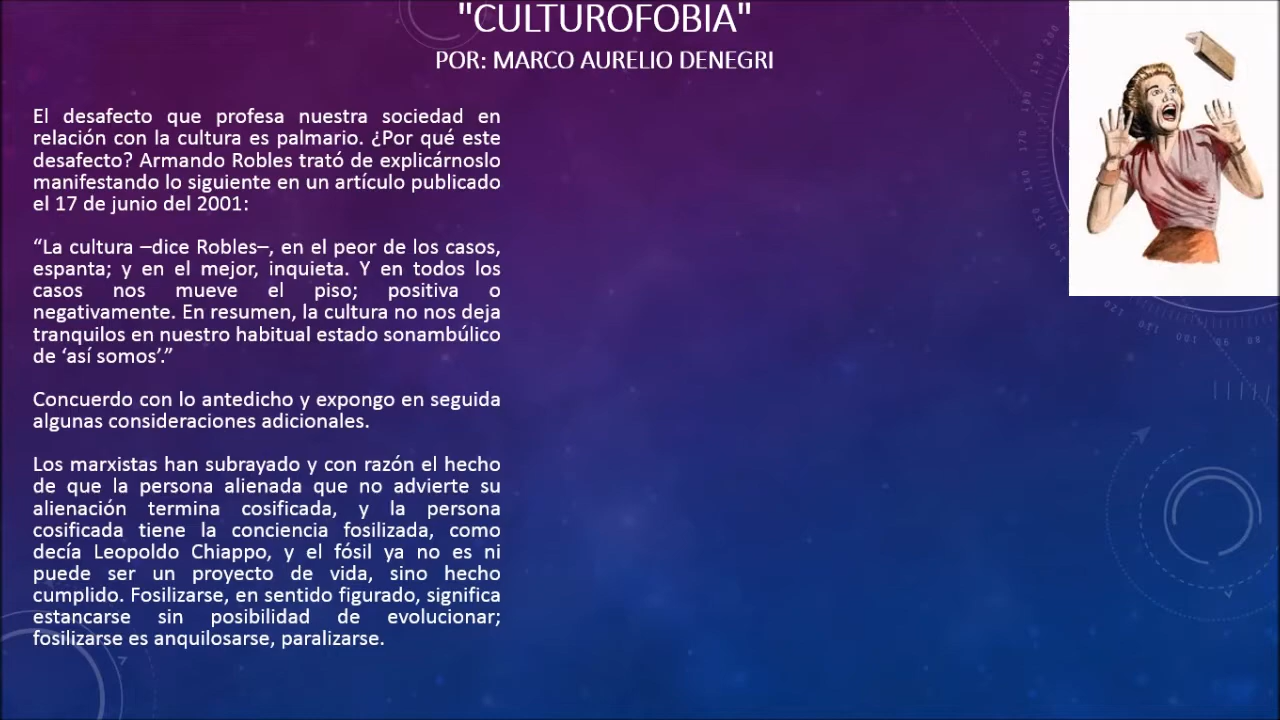 "CULTUROFOBIA"
POR: MARCO AURELIO DENEGRI
El desafecto que profesa nuestra sociedad en
relación con la cultura es palmario. ¿Por qué este
desafecto? Armando Robles trató de explicárnoslo
manifestando lo siguiente en un artículo publicado
el 17 de junio del 2001:
“La cultura –dice Robles–, en el peor de los casos,
espanta; y en el mejor, inquieta. Y en todos los
casos nos mueve el piso; positiva o
negativamente. En resumen, la cultura no nos deja
tranquilos en nuestro habitual estado sonambúlico
de ‘así somos’.”
Concuerdo con lo antedicho y expongo en seguida
algunas consideraciones adicionales.
Los marxistas han subrayado y con razón el hecho
de que la persona alienada que no advierte su
alienación termina cosificada, y la persona
cosificada tiene la conciencia fosilizada, como
decía Leopoldo Chiappo, y el fósil ya no es ni
puede ser un proyecto de vida, sino hecho
cumplido. Fosilizarse, en sentido figurado, significa
estancarse sin posibilidad de evolucionar;
fosilizarse es anquilosarse, paralizarse.